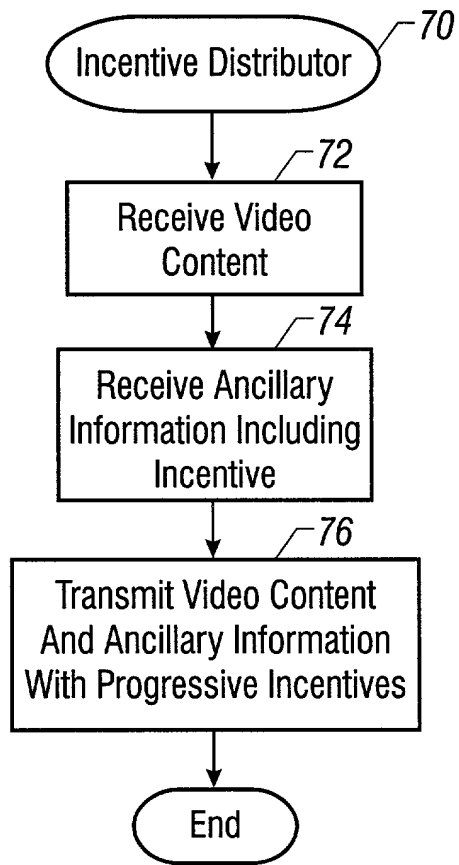 70
Incentive Distributor
72
Receive Video
Content
74
Receive Ancillary
Information Including
Incentive
76
Transmit Video Content
And Ancillary Information
With Progressive Incentives
End